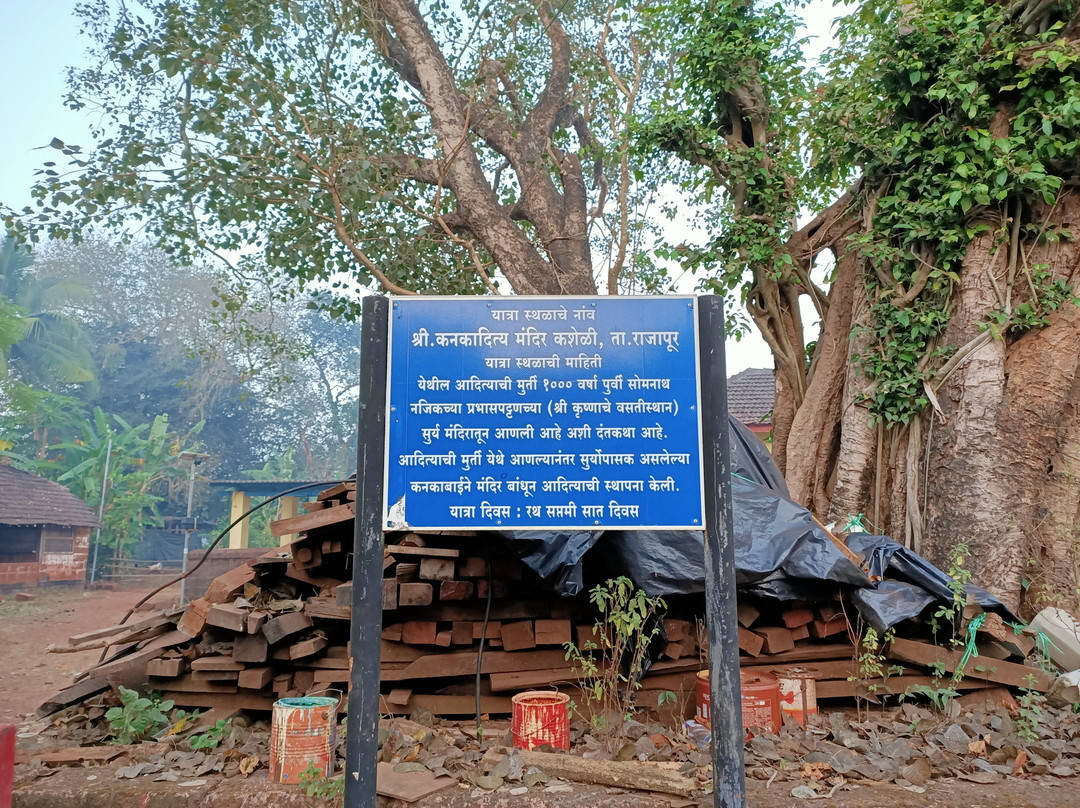 यात्रा स्थळाचे नांव
श्री.कनकादित्य मंदिर कशेळी, ता.राजापूर
यात्रा स्थळाची माहिती
येथील आदित्याची मुर्ती १००० वर्षा पुर्वी सोमनाथ
नजिकच्या प्रभासपट्टणच्या (श्री कृष्णाचे वसतीस्थान)
सुर्य मंदिरातून आणली आहे अशी दंतकथा आहे.
आदित्याची मुर्ती येथे आणल्यानंतर सुर्योपासक असलेल्या
कनकाबाईने मंदिर बांधून आदित्याची स्थापना केली.
यात्रा दिवस : रथ सप्तमी सात दिवस